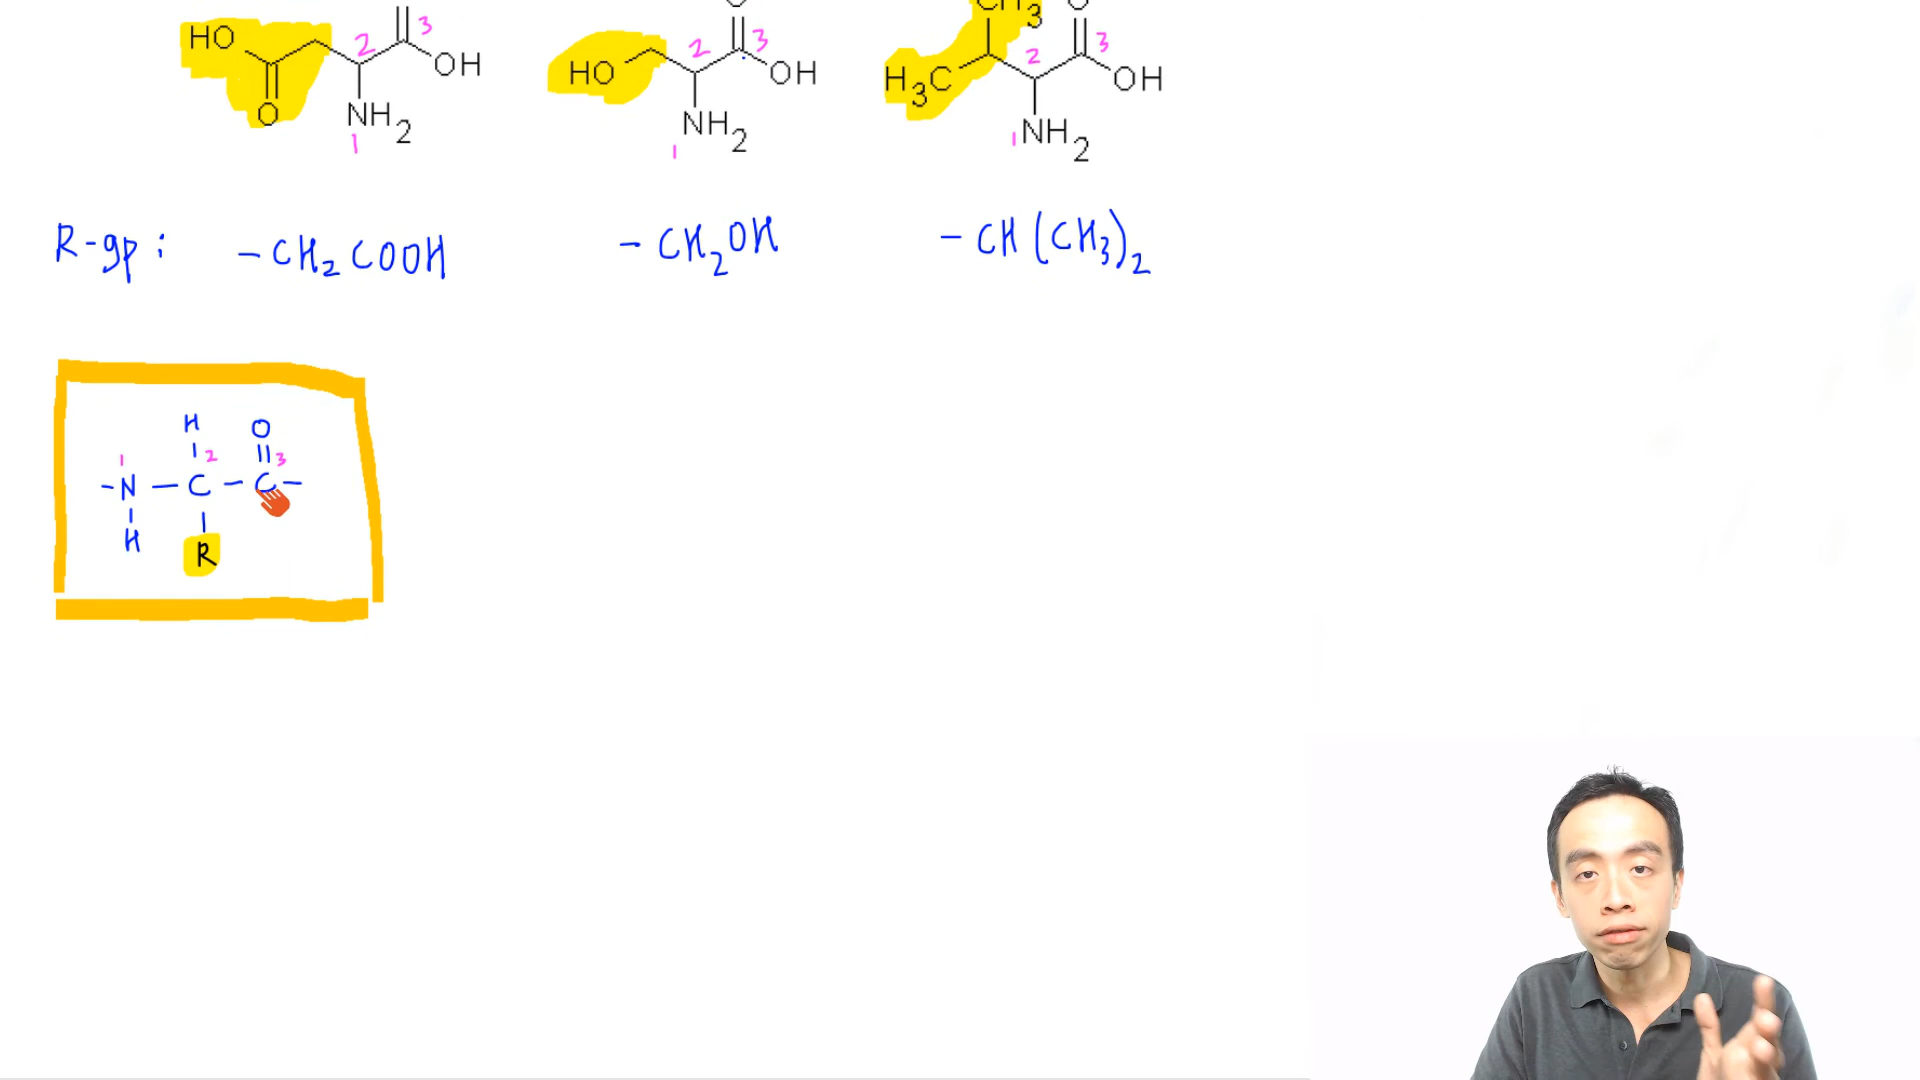 CH3
HO 2 3 2 3 2 3
OH HO OH H3C OH
O NH2 NH2 NH2
1 1 1
R-gp : - CH2COOH - CH2OH - CH(CH3)2
H O
1 2 3
- N - C - C -
H R